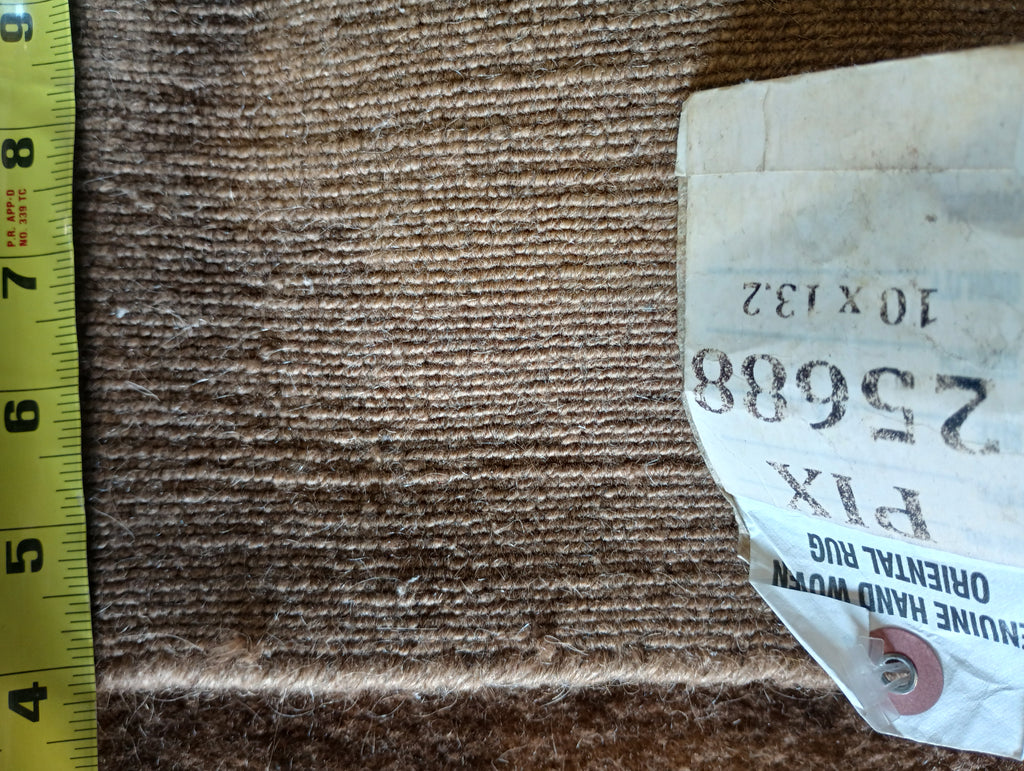 9
8
P.R. APP-D
NO. 339 TC
7
6
5
4
GENUINE HAND WOVEN
ORIENTAL RUG
PIX
25688
10 X 13.2